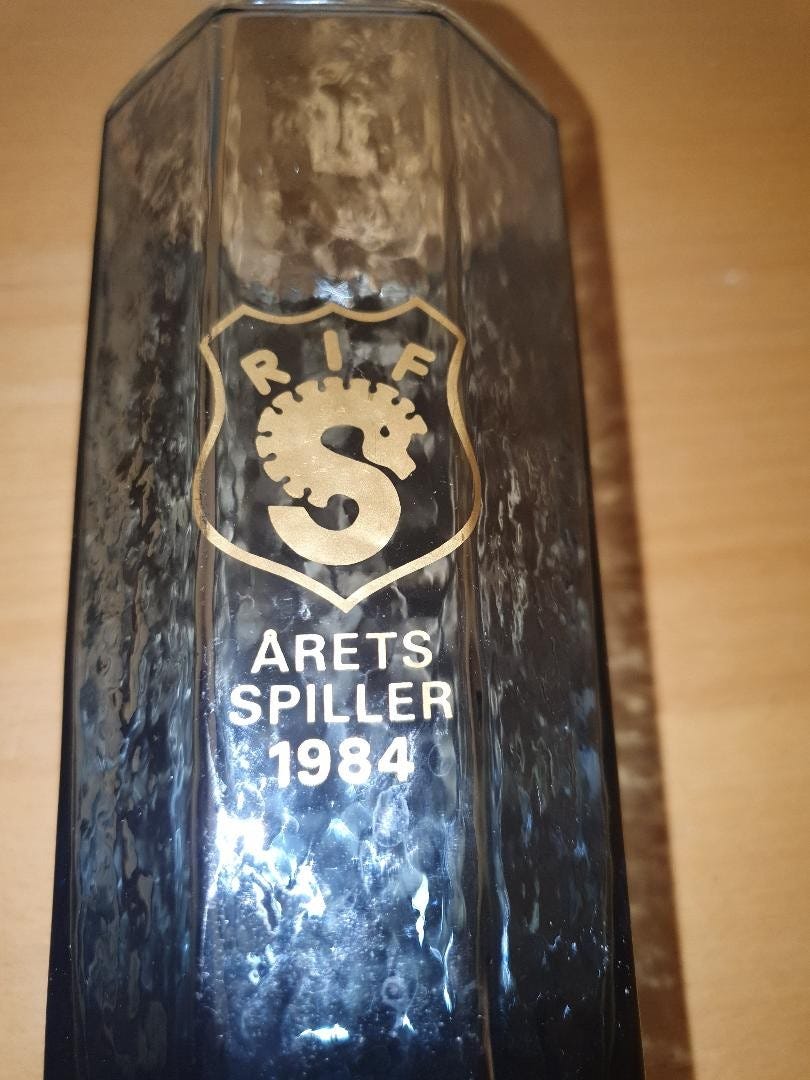 RIF
S
ÅRETS
SPILLER
1984